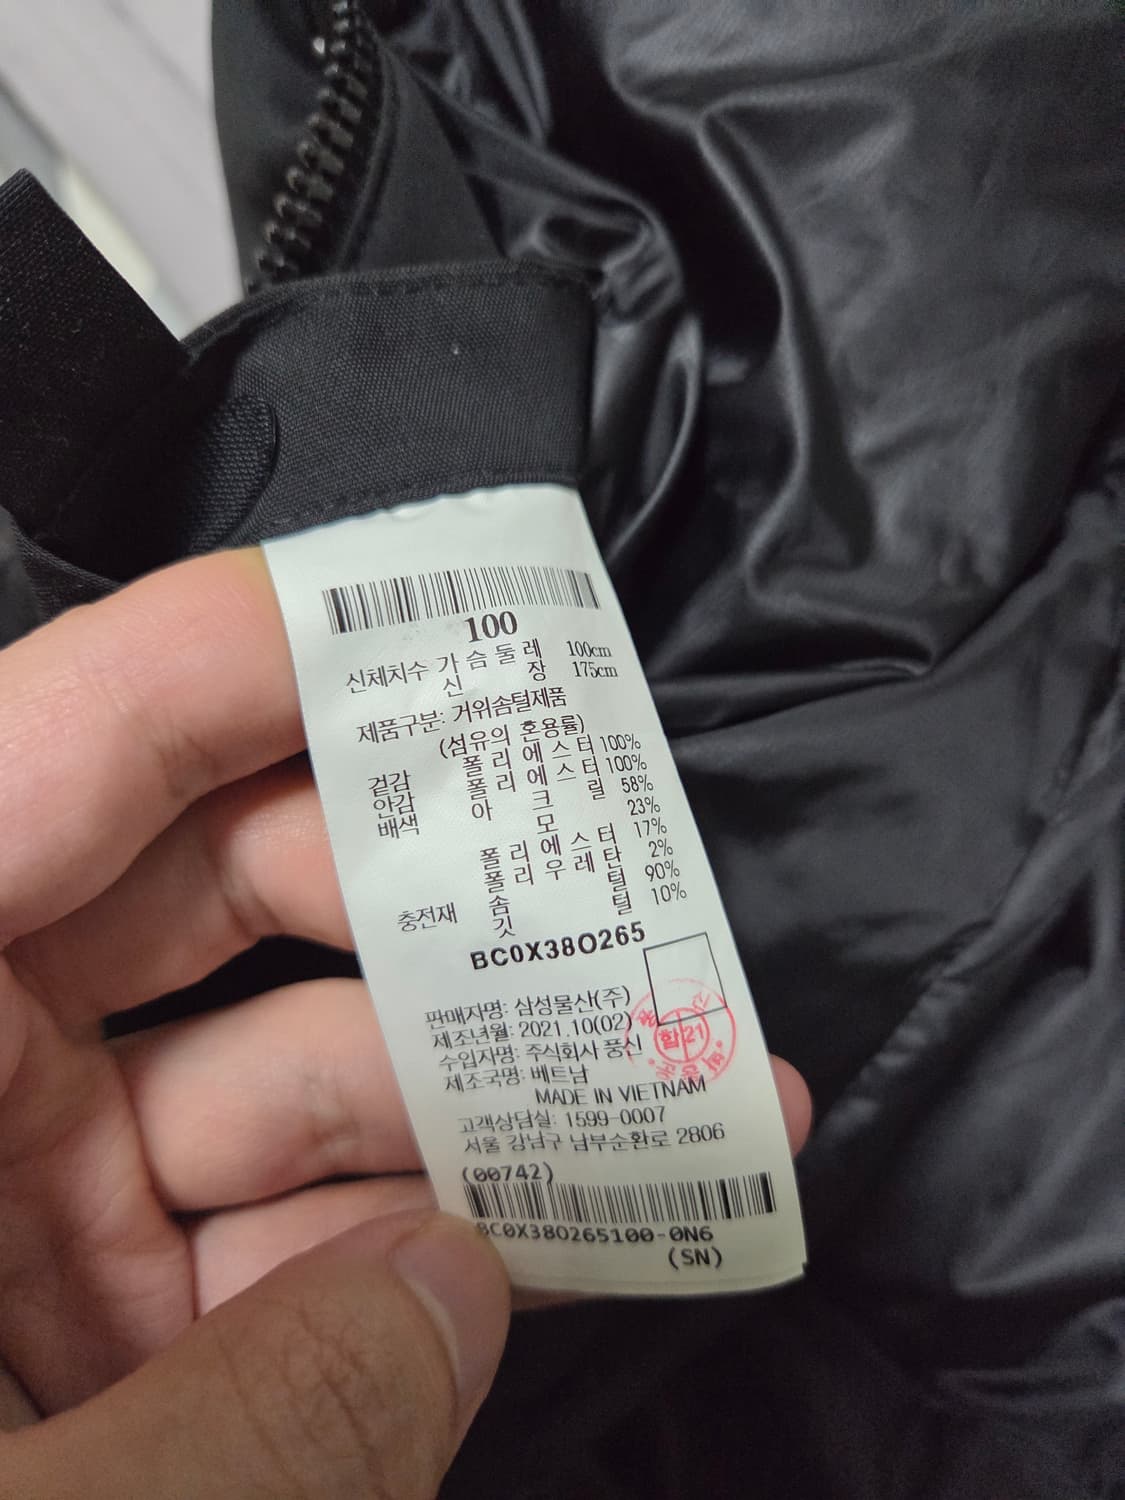 100
신체치수 가슴둘레 100cm
신장 175cm
제품구분: 거위솜털제품
(섬유의 혼용률)
겉감 폴리에스터 100%
안감 폴리에스터 100%
배색 아크릴 58%
모 23%
폴리에스터 17%
폴리우레탄 2%
충전재 솜털 90%
깃털 10%
BC0X38O265
판매자명: 삼성물산(주)
제조년월: 2021.10(02)
수입자명: 주식회사 풍신
제조국명: 베트남
MADE IN VIETNAM
고객상담실: 1599-0007
서울 강남구 남부순환로 2806
(00742)
BC0X38O265100-0N6
(SN)
합 21